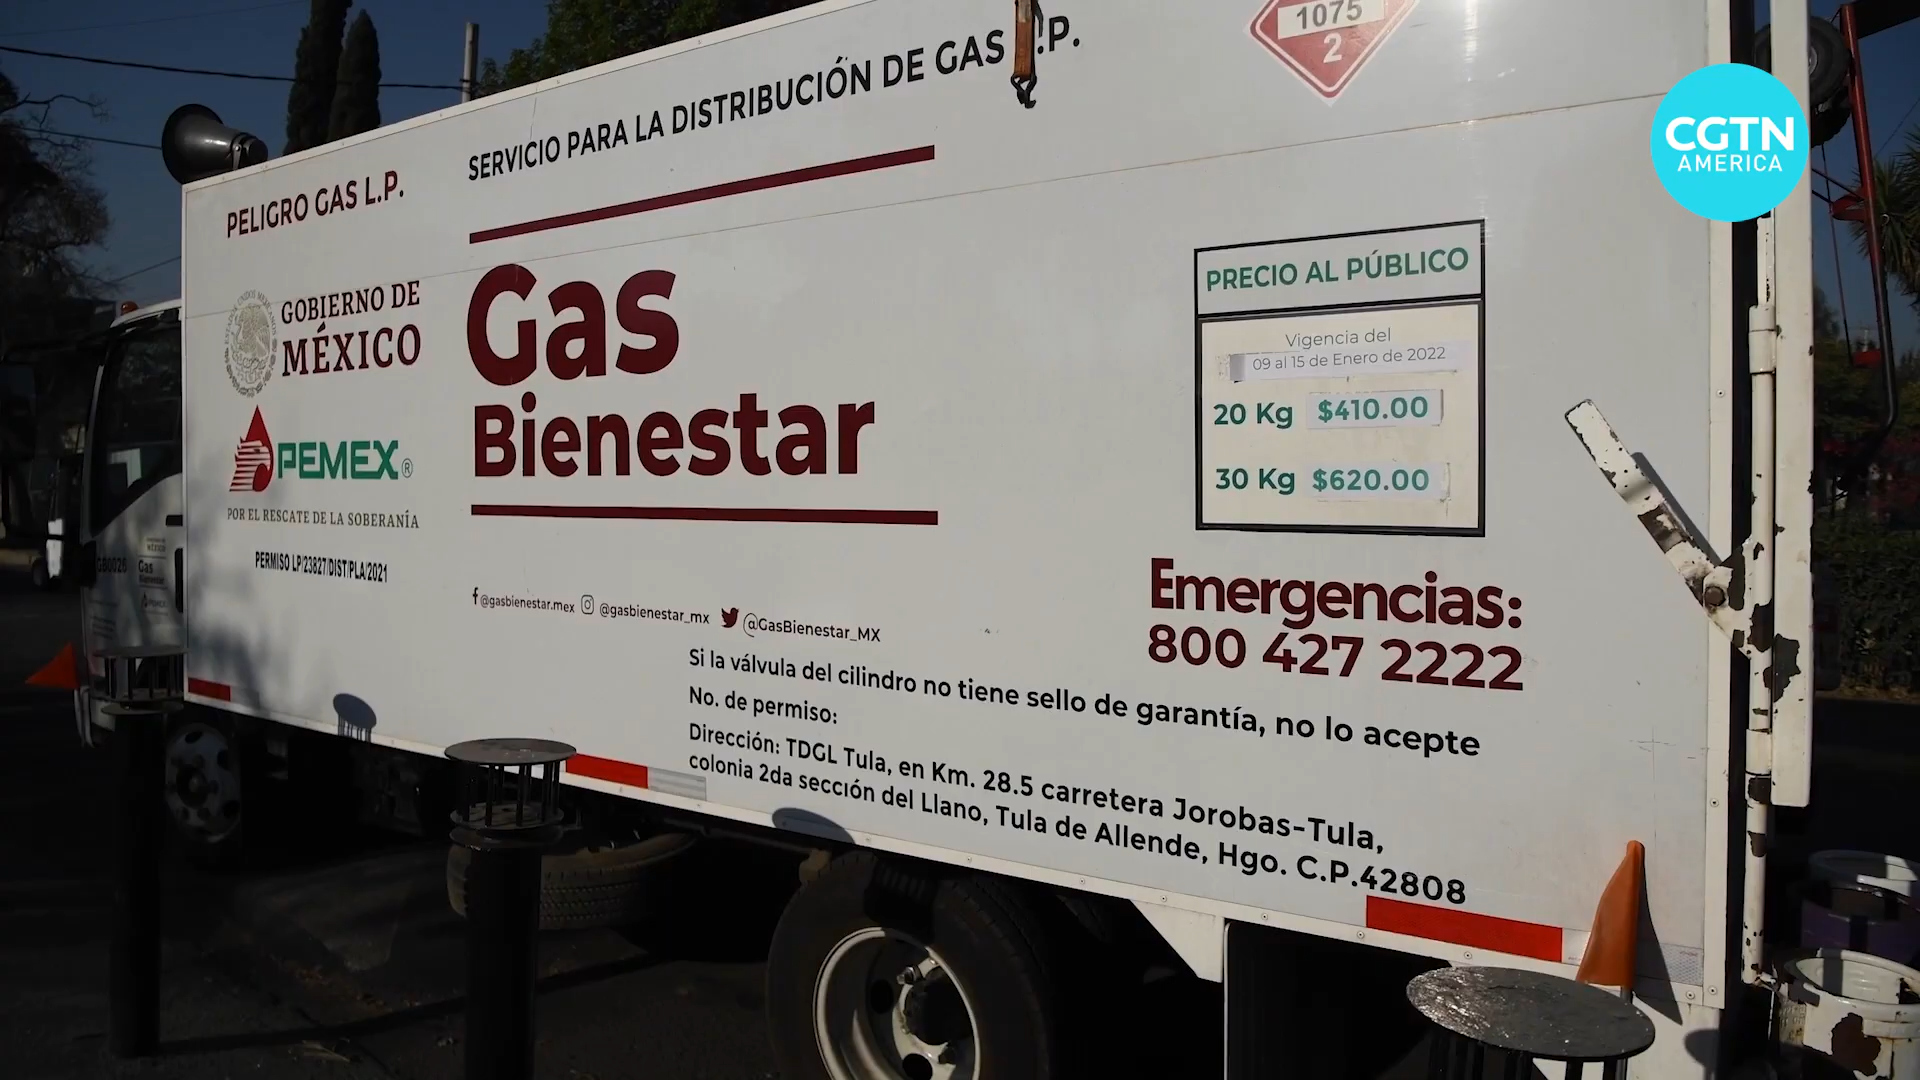 1075
2
CGTN
AMERICA
SERVICIO PARA LA DISTRIBUCIÓN DE GAS L.P.
PELIGRO GAS L.P.
GOBIERNO DE
MÉXICO
PEMEX®
POR EL RESCATE DE LA SOBERANÍA
PERMISO LP/23827/DIST/PLA/2021
Gas
Bienestar
@gasbienestar.mex @gasbienestar_mx @GasBienestar_MX
PRECIO AL PÚBLICO
Vigencia del
09 al 15 de Enero de 2022
20 Kg $410.00
30 Kg $620.00
Emergencias:
800 427 2222
Si la válvula del cilindro no tiene sello de garantía, no lo acepte
No. de permiso:
Dirección: TDGL Tula, en Km. 28.5 carretera Jorobas-Tula,
colonia 2da sección del Llano, Tula de Allende, Hgo. C.P.42808
MÉXICO
Gas
Bienestar